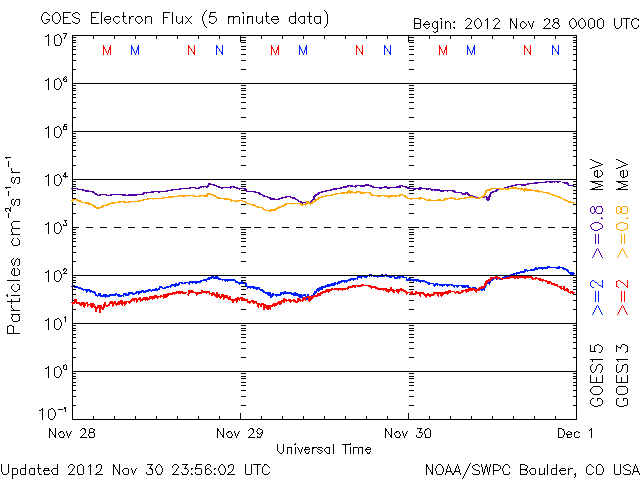 GOES Electron Flux (5 minute data)
Begin: 2012 Nov 28 0000 UTC
M M N N M M N N M M N N
10⁷
10⁶
10⁵
10⁴
10³
10²
10¹
10⁰
10⁻¹
Particles cm⁻²s⁻¹sr⁻¹
Nov 28 Nov 29 Nov 30 Dec 1
Universal Time
GOES15 >=2 >=0.8 MeV
GOES13 >=2 >=0.8 MeV
Updated 2012 Nov 30 23:56:02 UTC
NOAA/SWPC Boulder, CO USA